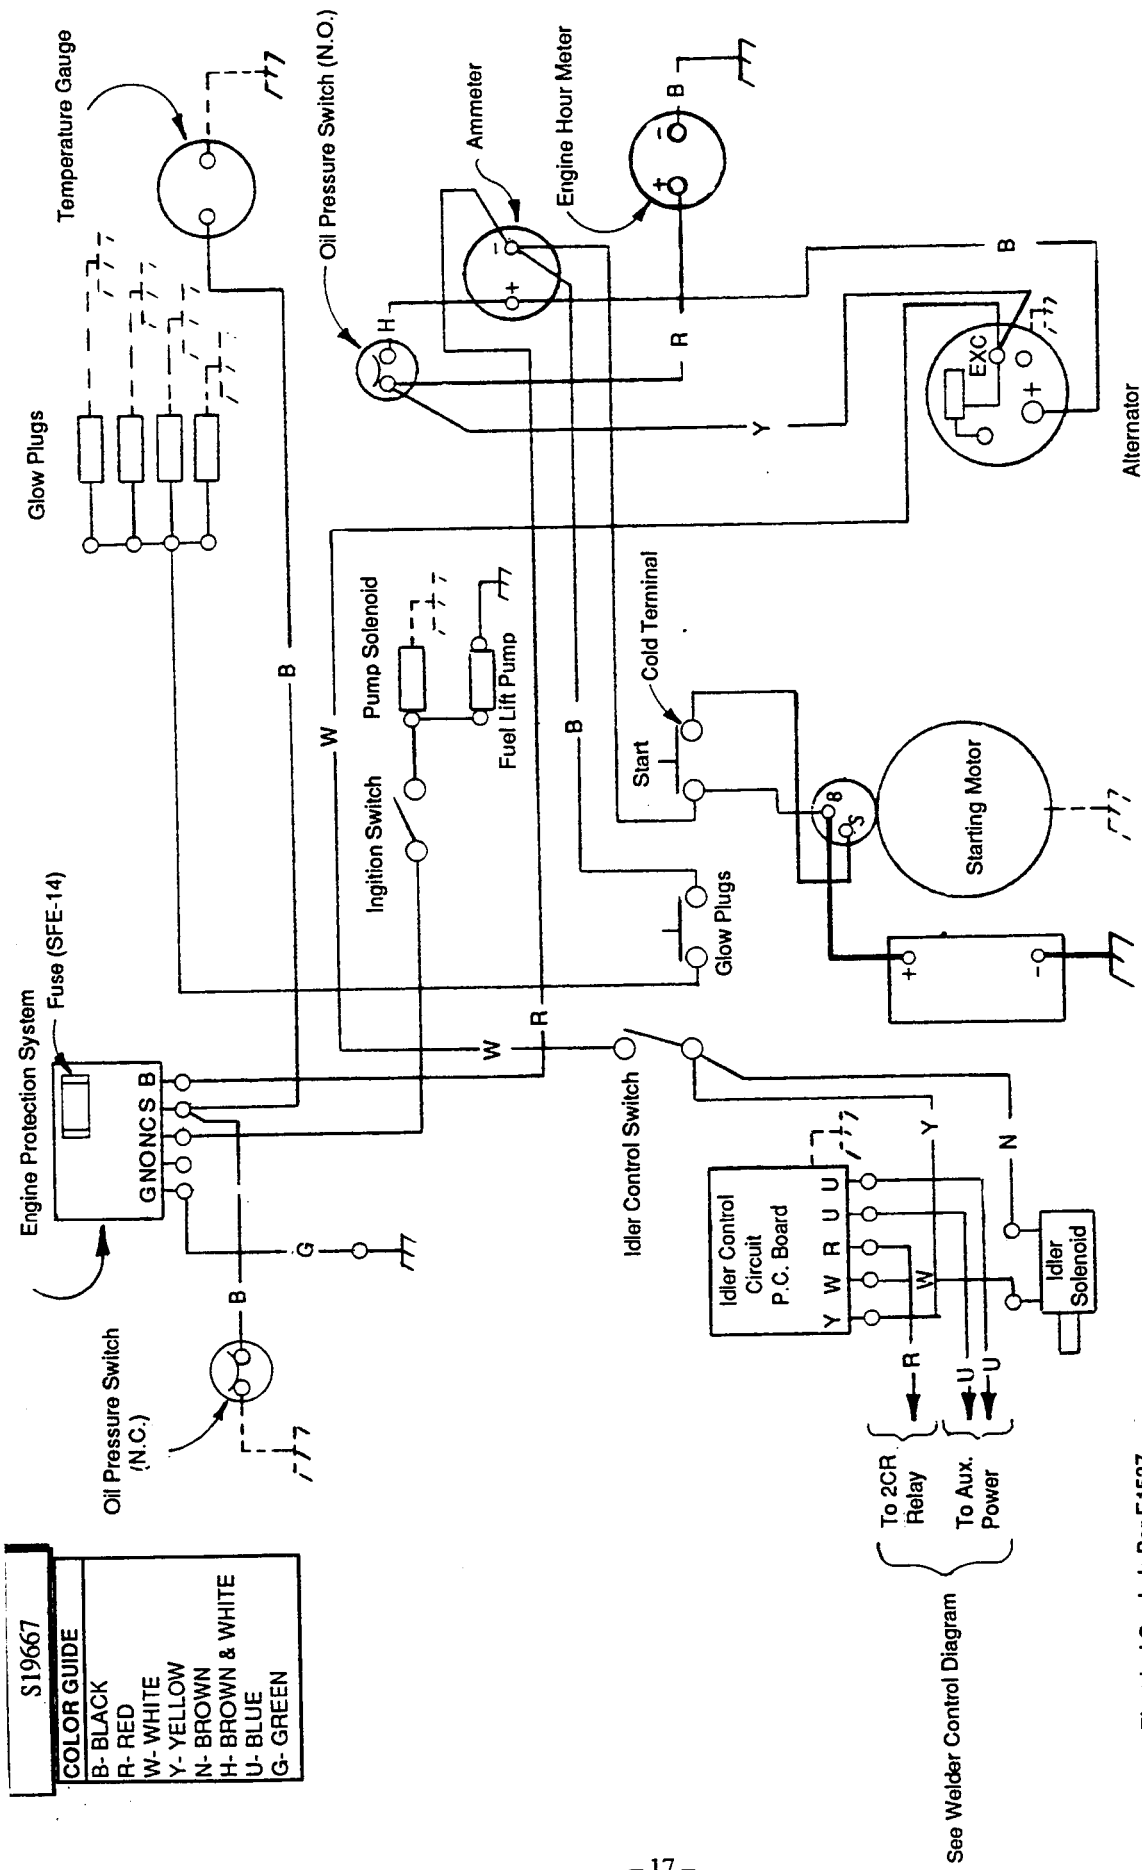 S19667
COLOR GUIDE
B- BLACK
R- RED
W- WHITE
Y- YELLOW
N- BROWN
H- BROWN & WHITE
U- BLUE
G- GREEN
Engine Protection System
Fuse (SFE-14)
GNONCS B
Glow Plugs
Temperature Gauge
Oil Pressure Switch
(N.C.)
B
G
B
Oil Pressure Switch (N.O.)
H
Ammeter
+
-
Engine Hour Meter
+
-
B
R
Ingition Switch
Pump Solenoid
Fuel Lift Pump
W
W
R
B
Y
B
Start
Cold Terminal
Glow Plugs
Idler Control Switch
EXC
+
Alternator
B
S
Starting Motor
+
-
Idler Control
Circuit
P.C. Board
Y W R U U
Y
N
W
R
U
U
Idler
Solenoid
To 2CR
Relay
To Aux.
Power
See Welder Control Diagram
– 17 –